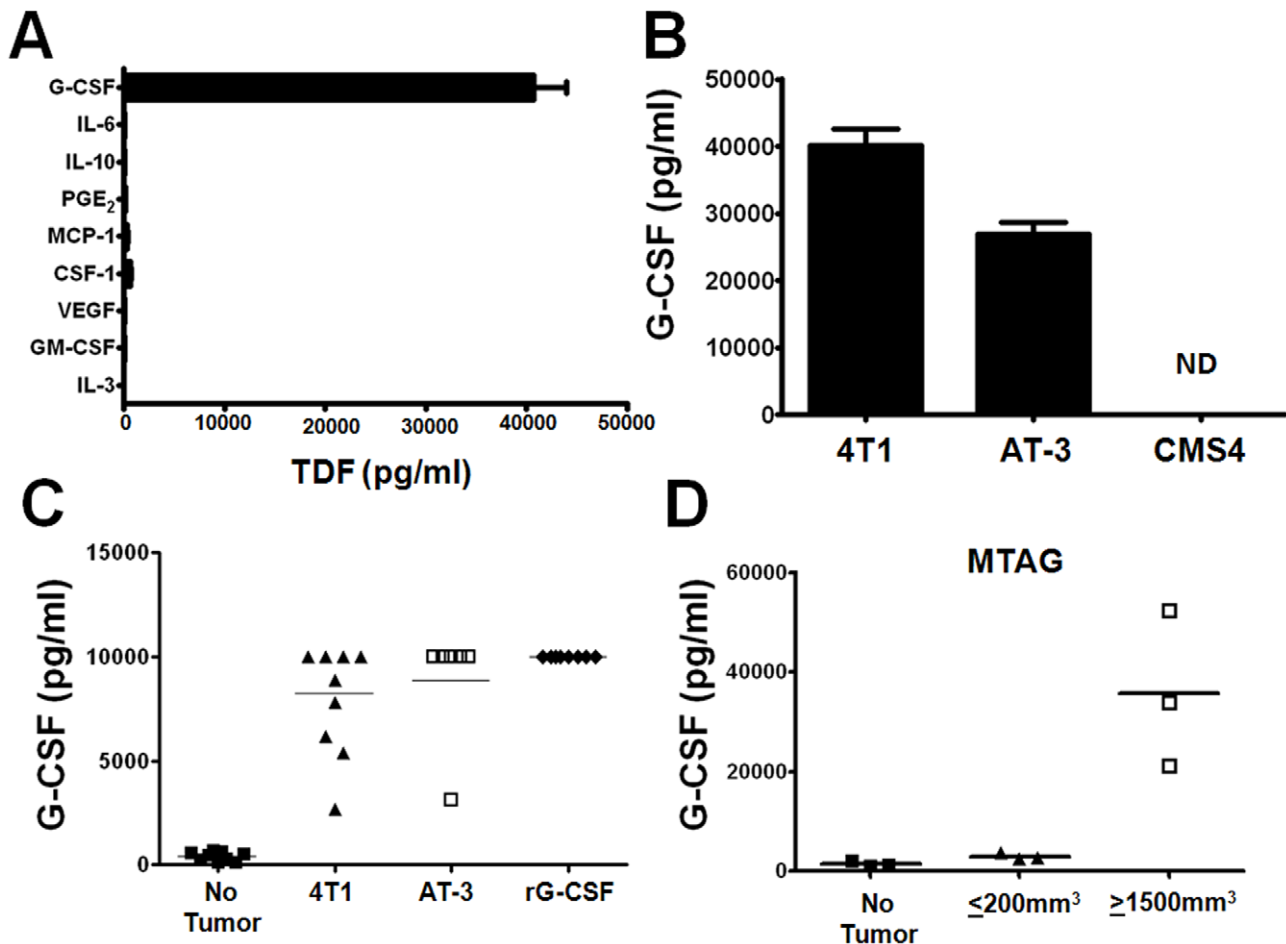 A
G-CSF
IL-6
IL-10
PGE₂
MCP-1
CSF-1
VEGF
GM-CSF
IL-3
0 10000 20000 30000 40000 50000
TDF (pg/ml)
B
G-CSF (pg/ml)
50000
40000
30000
20000
10000
0
ND
4T1 AT-3 CMS4
C
G-CSF (pg/ml)
15000
10000
5000
0
No Tumor 4T1 AT-3 rG-CSF
D
MTAG
G-CSF (pg/ml)
60000
40000
20000
0
No Tumor ≤200mm³ ≥1500mm³